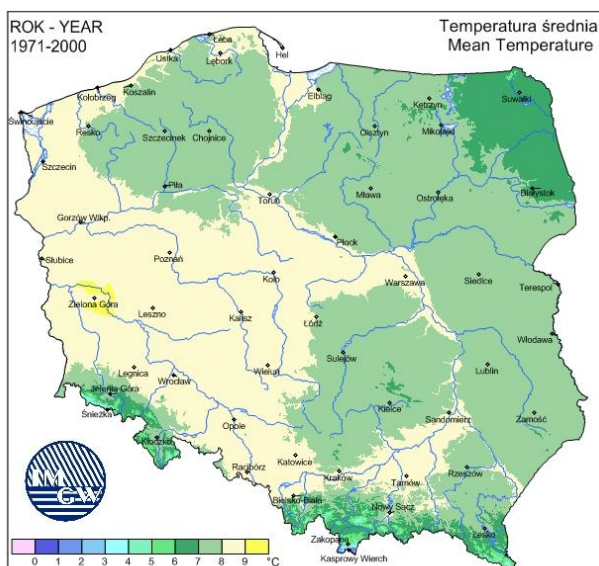 ROK - YEAR
1971-2000
Temperatura średnia
Mean Temperature
Łeba
Hel
Ustka
Lębork
Koszalin
Kołobrzeg
Elbląg
Kętrzyn
Suwałki
Świnoujście
Resko
Szczecinek
Chojnice
Olsztyn
Mikołajki
Szczecin
Piła
Białystok
Toruń
Mława
Ostrołęka
Gorzów Wlkp.
Płock
Słubice
Poznań
Koło
Warszawa
Siedlce
Terespol
Zielona Góra
Leszno
Kalisz
Łódź
Włodawa
Sulejów
Legnica
Wrocław
Wieluń
Lublin
Jelenia Góra
Śnieżka
Kielce
Sandomierz
Zamość
Opole
Kłodzko
Katowice
Racibórz
Kraków
Tarnów
Rzeszów
Bielsko-Biała
Nowy Sącz
Lesko
Zakopane
Kasprowy Wierch
IMGW
0 1 2 3 4 5 6 7 8 9 °C